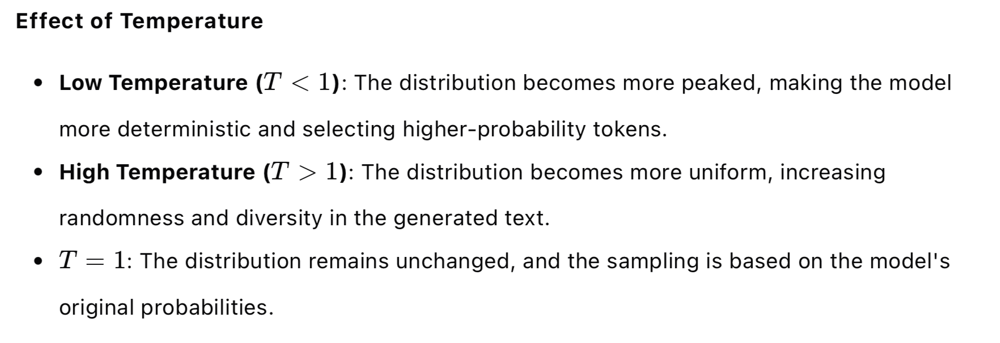 Effect of Temperature
• Low Temperature (T < 1): The distribution becomes more peaked, making the model
more deterministic and selecting higher-probability tokens.
• High Temperature (T > 1): The distribution becomes more uniform, increasing
randomness and diversity in the generated text.
• T = 1: The distribution remains unchanged, and the sampling is based on the model's
original probabilities.